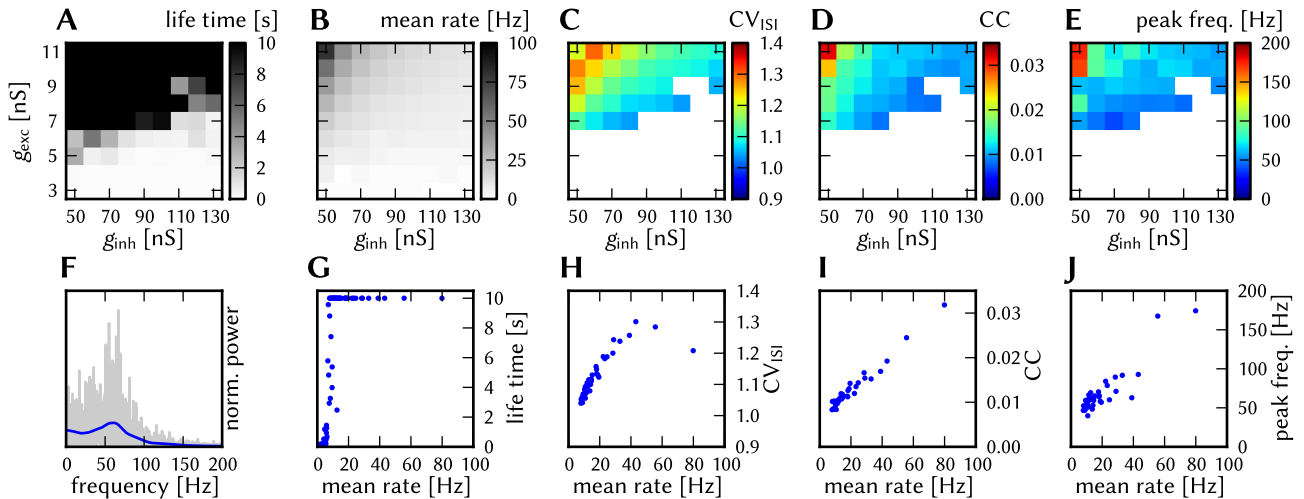 A life time [s]
B mean rate [Hz]
C CV_ISI
D CC
E peak freq. [Hz]
11
9
7
5
3
g_exc [nS]
50 70 90 110 130
g_inh [nS]
10
8
6
4
2
0
50 70 90 110 130
g_inh [nS]
100
75
50
25
0
50 70 90 110 130
g_inh [nS]
1.4
1.3
1.2
1.1
1.0
0.9
50 70 90 110 130
g_inh [nS]
0.03
0.02
0.01
0.00
50 70 90 110 130
g_inh [nS]
200
150
100
50
0
F
norm. power
0 100 200
frequency [Hz]
G
10
8
6
4
2
0
life time [s]
0 20 40 60 80 100
mean rate [Hz]
H
1.4
1.3
1.2
1.1
1.0
0.9
CV_ISI
0 20 40 60 80 100
mean rate [Hz]
I
0.03
0.02
0.01
0.00
CC
0 20 40 60 80 100
mean rate [Hz]
J
200
150
100
50
0
peak freq. [Hz]
0 20 40 60 80 100
mean rate [Hz]